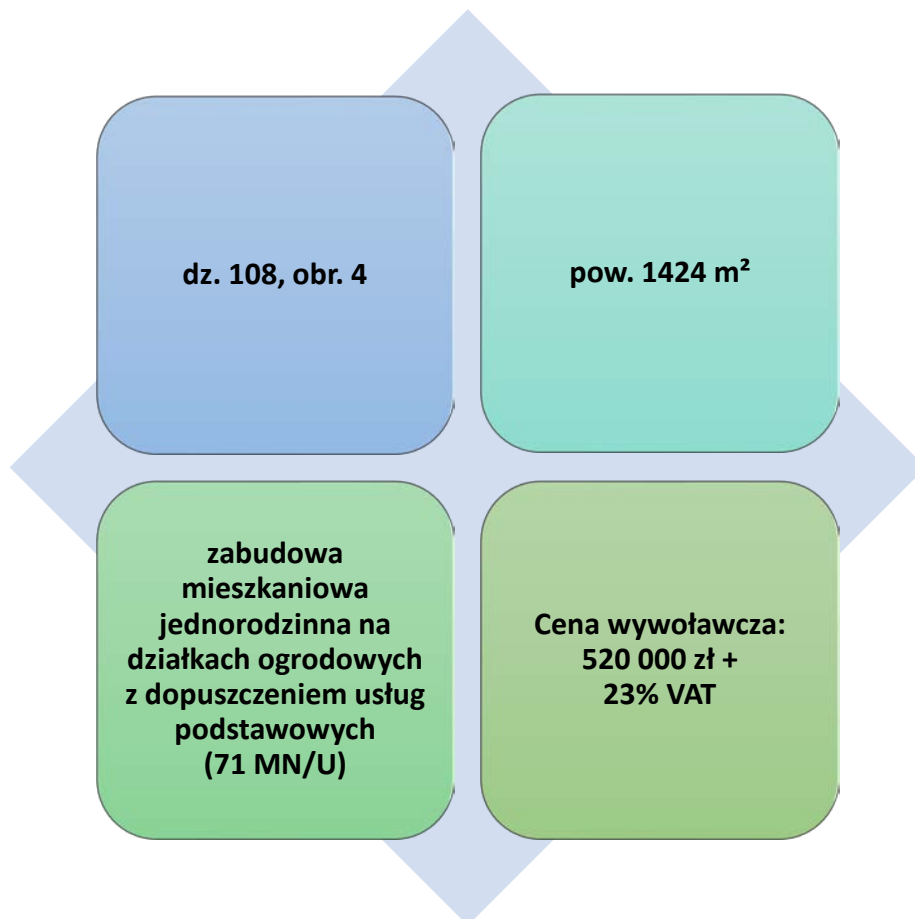 dz. 108, obr. 4
pow. 1424 m²
zabudowa
mieszkaniowa
jednorodzinna na
działkach ogrodowych
z dopuszczeniem usług
podstawowych
(71 MN/U)
Cena wywoławcza:
520 000 zł +
23% VAT